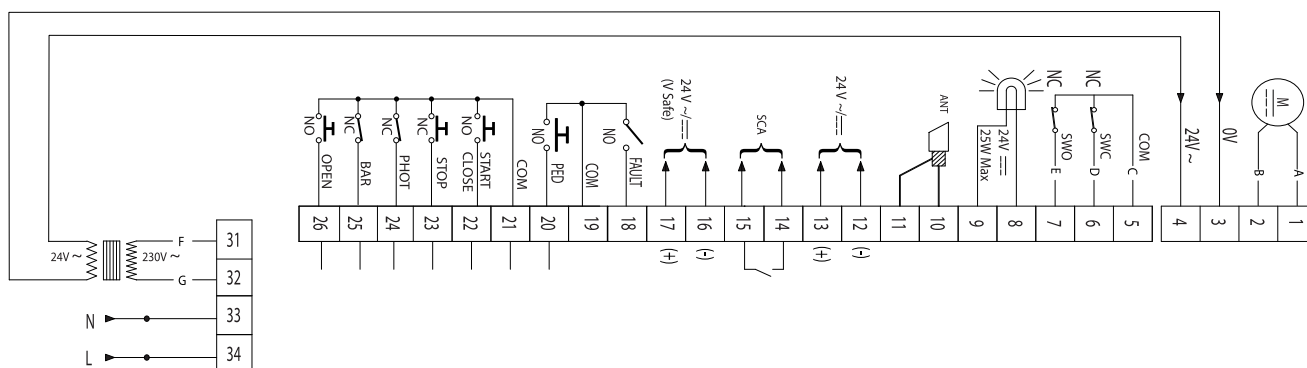 24V ~/⎓
(V Safe)
SCA
24V ~/⎓
ANT
24V ⎓
25W Max
NC
NC
SWO
SWC
COM
E
D
C
24V ~
0V
M
B
A
NO
NC
NC
NC
NO
NO
NO
OPEN
BAR
PHOT
STOP
START
CLOSE
COM
PED
COM
FAULT
26
25
24
23
22
21
20
19
18
17
16
15
14
13
12
11
10
9
8
7
6
5
4
3
2
1
(+)
(-)
(+)
(-)
24V ~
230V ~
F
31
G
32
N
33
L
34